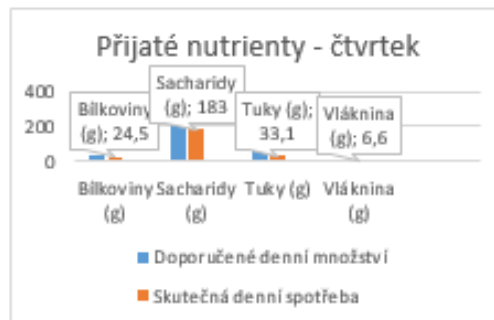 Přijaté nutrienty - čtvrtek
400
200
0
Bílkoviny
(g); 24,5
Sacharidy
(g); 183
Tuky (g);
33,1
Vláknina
(g); 6,6
Bílkoviny
(g)
Sacharidy
(g)
Tuky (g)
Vláknina
(g)
Doporučené denní množství
Skutečná denní spotřeba